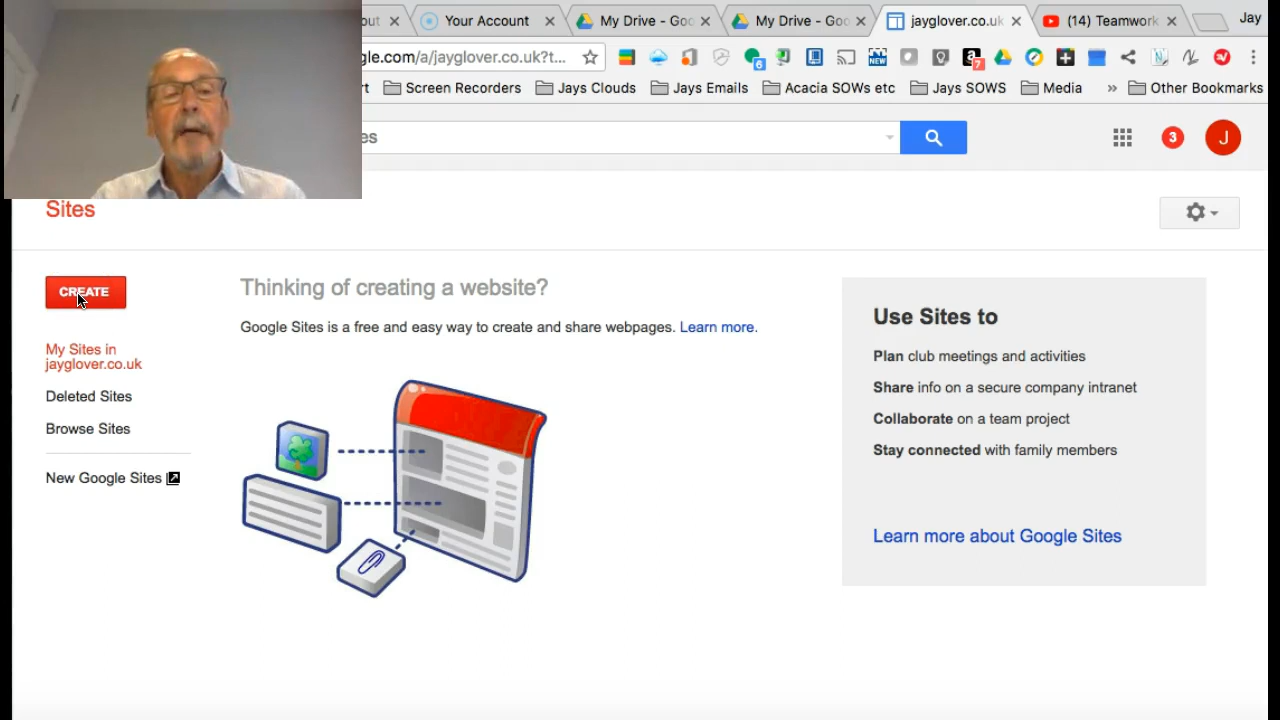 out
Your Account
My Drive - Goo
My Drive - Goo
jayglover.co.uk
(14) Teamwork
Jay
gle.com/a/jayglover.co.uk?t...
NEW
6
7
rt
Screen Recorders
Jays Clouds
Jays Emails
Acacia SOWs etc
Jays SOWS
Media
»
Other Bookmarks
es
3
J
Sites
CREATE
Thinking of creating a website?
Google Sites is a free and easy way to create and share webpages. Learn more.
My Sites in
jayglover.co.uk
Deleted Sites
Browse Sites
New Google Sites
Use Sites to
Plan club meetings and activities
Share info on a secure company intranet
Collaborate on a team project
Stay connected with family members
Learn more about Google Sites